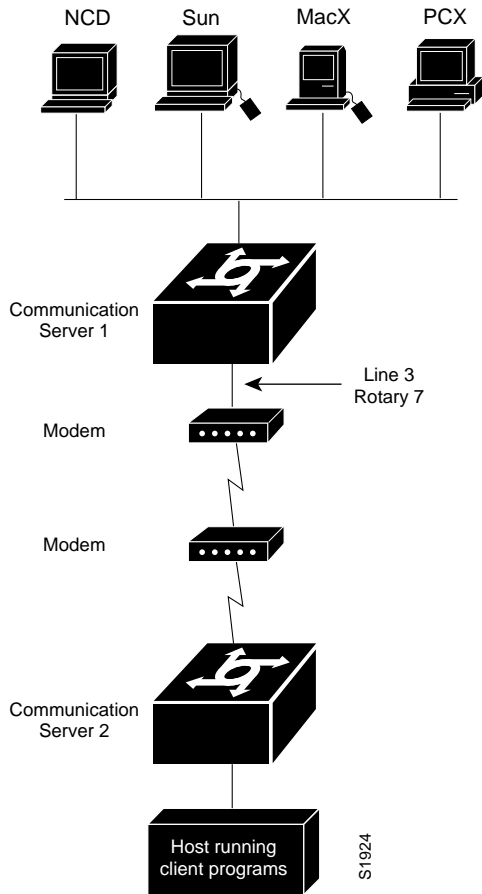 NCD
Sun
MacX
PCX
Communication
Server 1
Line 3
Rotary 7
Modem
Modem
Communication
Server 2
Host running
client programs
S1924